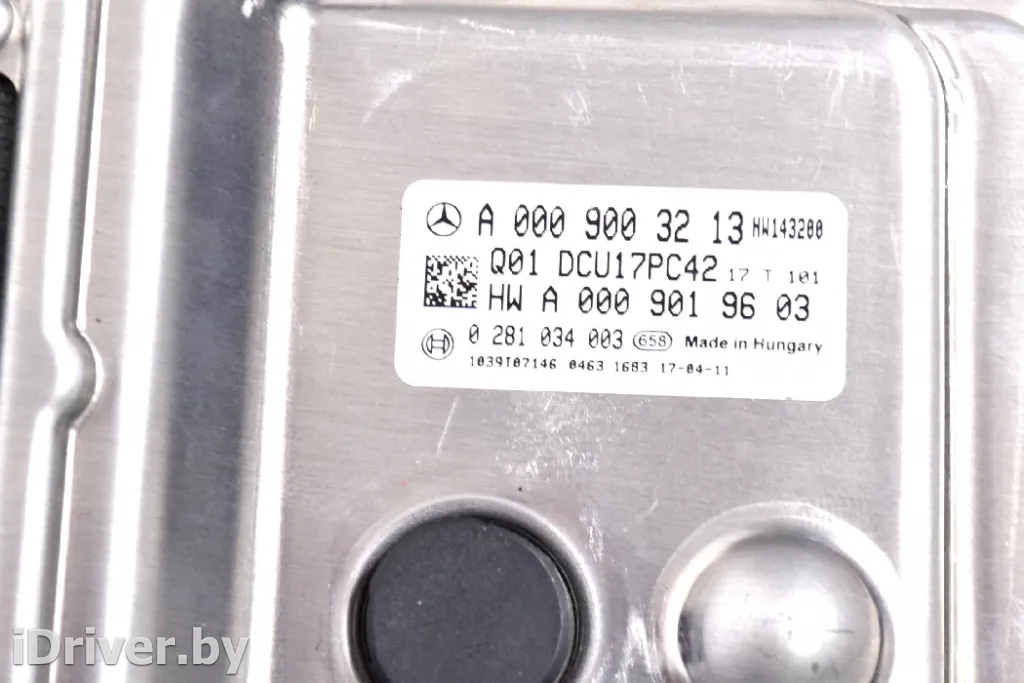 A 000 900 32 13 HW143200
Q01 DCU17PC42 17 T 101
HW A 000 901 96 03
0 281 034 003 658 Made in Hungary
1039T07146 0463 1683 17-04-11
iDriver.by